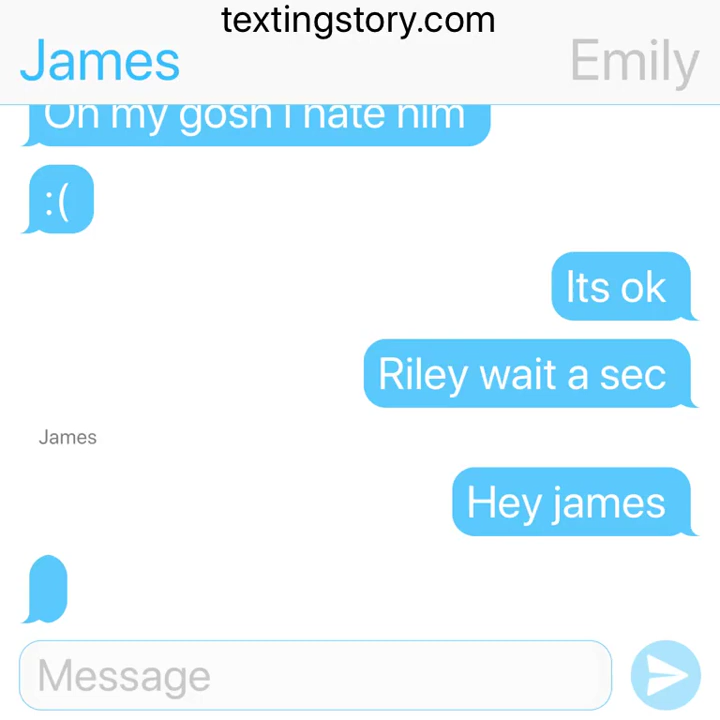 textingstory.com
James Emily
Oh my gosh I hate him
:(
Its ok
Riley wait a sec
James
Hey james
Message